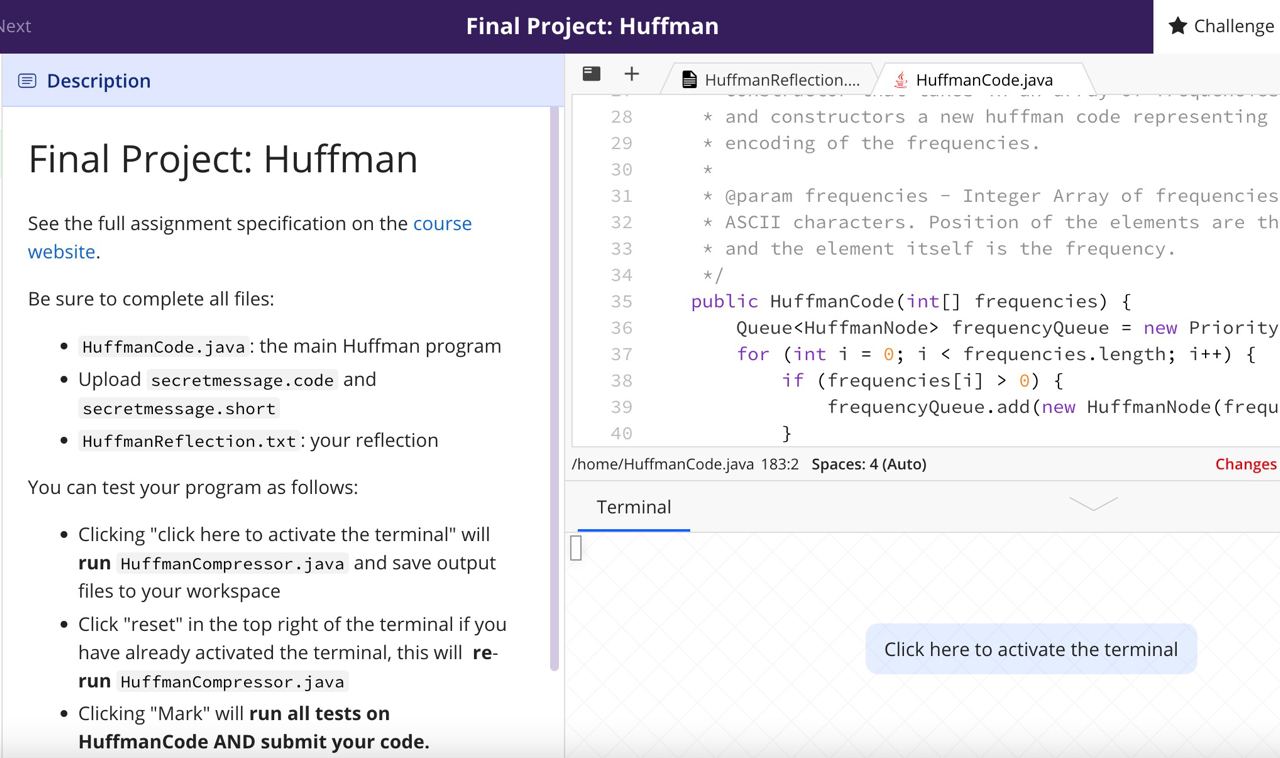 Next
Final Project: Huffman
Challenge
Description
Final Project: Huffman
See the full assignment specification on the course
website.
Be sure to complete all files:
• HuffmanCode.java: the main Huffman program
• Upload secretmessage.code and
secretmessage.short
• HuffmanReflection.txt: your reflection
You can test your program as follows:
• Clicking "click here to activate the terminal" will
run HuffmanCompressor.java and save output
files to your workspace
• Click "reset" in the top right of the terminal if you
have already activated the terminal, this will re-
run HuffmanCompressor.java
• Clicking "Mark" will run all tests on
HuffmanCode AND submit your code.
HuffmanReflection....
HuffmanCode.java
28 * and constructors a new huffman code representing
29 * encoding of the frequencies.
30 *
31 * @param frequencies - Integer Array of frequencies
32 * ASCII characters. Position of the elements are th
33 * and the element itself is the frequency.
34 */
35 public HuffmanCode(int[] frequencies) {
36 Queue<HuffmanNode> frequencyQueue = new Priority
37 for (int i = 0; i < frequencies.length; i++) {
38 if (frequencies[i] > 0) {
39 frequencyQueue.add(new HuffmanNode(frequ
40 }
/home/HuffmanCode.java 183:2 Spaces: 4 (Auto)
Changes
Terminal
Click here to activate the terminal